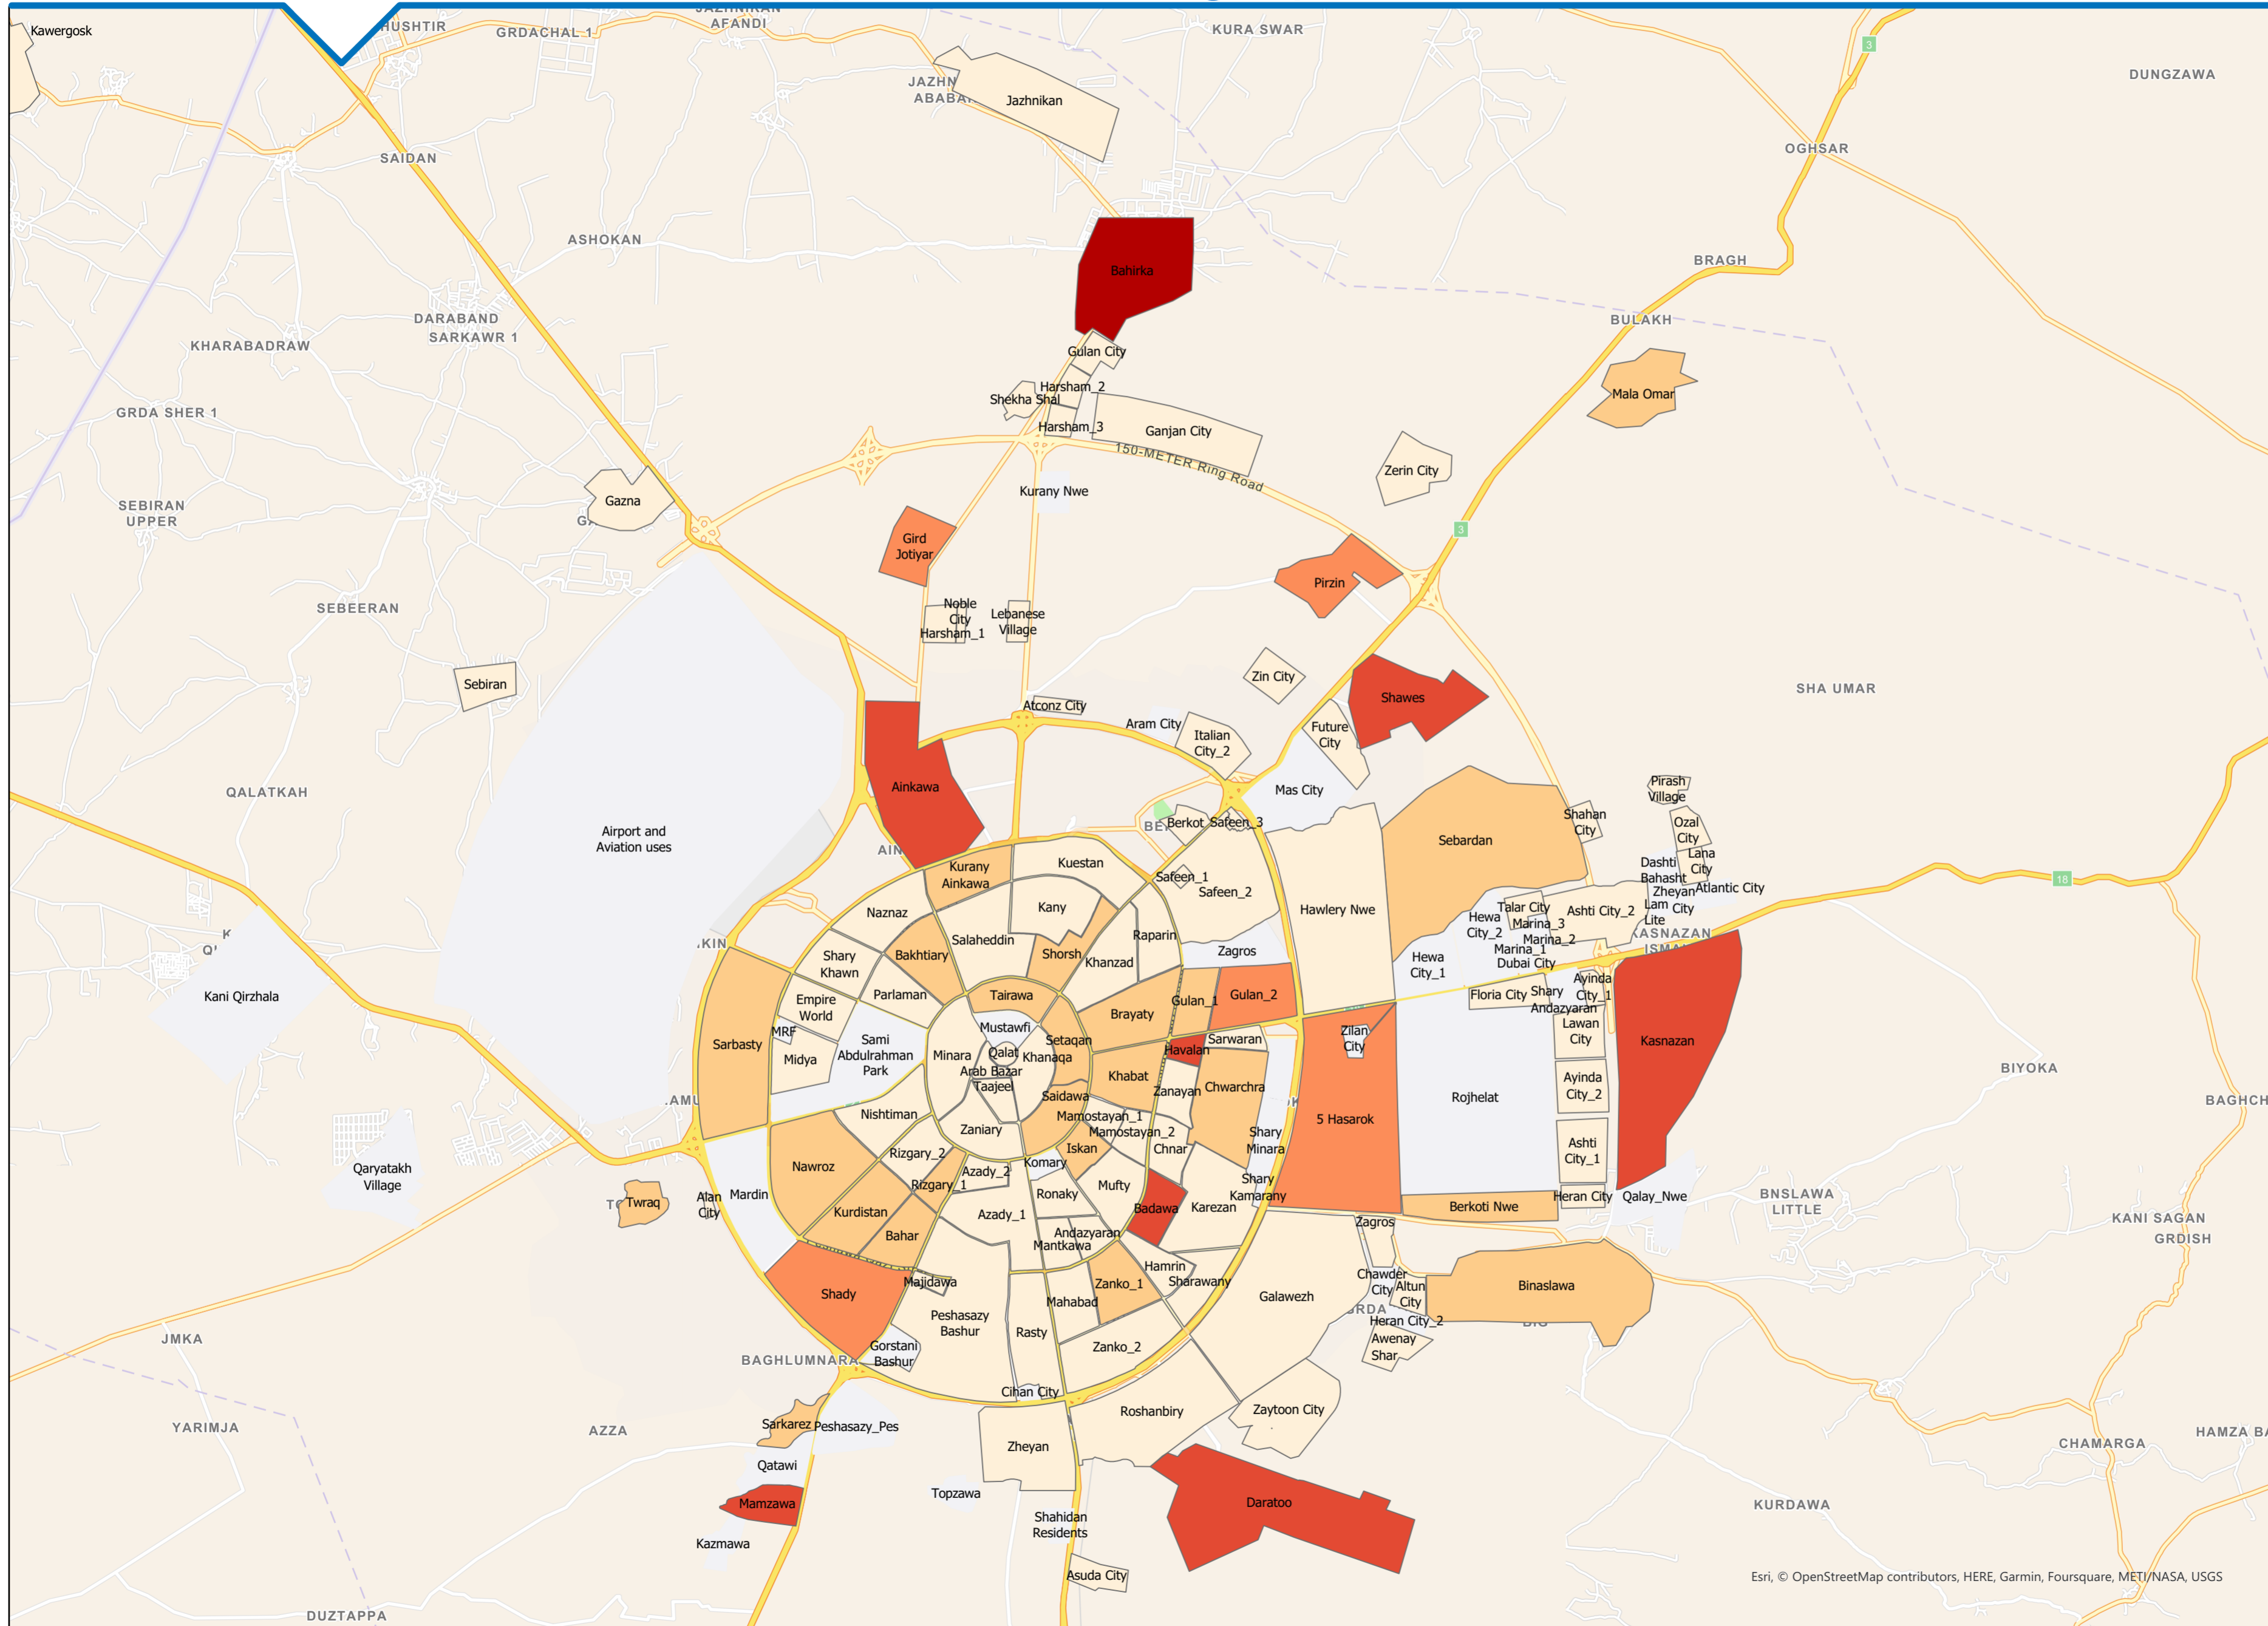 Kawergosk
HUSHTIR
GRDACHAL 1
AFANDI
KURA SWAR
3
DUNGZAWA
Jazhnikan
OGHSAR
SAIDAN
ASHOKAN
Bahirka
BRAGH
DARABAND
SARKAWR 1
KHARABADRAW
BULAKH
Gulan City
Harsham_2
Shekha Shal
Mala Omar
GRDA SHER 1
Harsham_3
Ganjan City
150-METER Ring Road
Zerin City
Kurany Nwe
Gazna
SEBIRAN
UPPER
3
Gird
Jotiyar
Pirzin
SEBEERAN
Noble
City
Harsham_1
Lebanese
Village
Sebiran
Zin City
SHA UMAR
Shawes
Atconz City
Aram City
Italian
City_2
Future
City
QALATKAH
Ainkawa
Mas City
Pirash
Village
Airport and
Aviation uses
Berkot
Safeen_3
Sebardan
Shahan
City
Ozal
City
Kurany
Ainkawa
Kuestan
Safeen_1
Safeen_2
Lana
City
Dashti
Bahasht
Zheyan
City
Atlantic City
18
Lam
Lite
Naznaz
Kany
Hawlery Nwe
Talar City
Ashti City_2
Hewa
City_2
Marina_3
Marina_2
Marina_1
Dubai City
KASNAZAN
Salaheddin
Raparin
Shorsh
Khanzad
Zagros
Hewa
City_1
Shary
Khawn
Bakhtiary
Kani Qirzhala
Parlaman
Tairawa
Gulan_1
Gulan_2
Floria City
Shary
Andazyaran
Ayinda
City_1
Empire
World
MRF
Midya
Sarbasty
Sami
Abdulrahman
Park
Mustawfi
Setaqan
Brayaty
Zilan
City
Lawan
City
Kasnazan
Minara
Qalat
Khanaqa
Arab Bazar
Taajeel
Havalan
Sarwaran
Khabat
Zanayan
Chwarchra
Rojhelat
Ayinda
City_2
BIYOKA
BAGHCH
Saidawa
Nishtiman
Zaniary
Mamostayan_1
Mamostayan_2
5 Hasarok
Shary
Minara
Ashti
City_1
Qaryatakh
Village
Nawroz
Rizgary_2
Azady_2
Rizgary_1
Komary
Iskan
Chnar
Twraq
Alan
City
Mardin
Ronaky
Mufty
Badawa
Karezan
Shary
Kamarany
Berkoti Nwe
Heran City
Qalay_Nwe
BNSLAWA
LITTLE
Kurdistan
Bahar
Azady_1
Andazyaran
Mantkawa
Zagros
KANI SAGAN
GRDISH
Shady
Majidawa
Hamrin
Zanko_1
Sharawany
Mahabad
Galawezh
Chawder
City
Altun
City
Binaslawa
JMKA
Peshasazy
Bashur
Rasty
Heran City_2
Awenay
Shar
Gorstani
Bashur
Zanko_2
BAGHLUMNARA
Cihan City
YARIMJA
AZZA
Sarkarez
Peshasazy_Pes
Zheyan
Roshanbiry
Zaytoon City
CHAMARGA
HAMZA BA
Qatawi
Mamzawa
Topzawa
Daratoo
KURDAWA
Shahidan
Residents
Kazmawa
Asuda City
Esri, © OpenStreetMap contributors, HERE, Garmin, Foursquare, METI/NASA, USGS
DUZTAPPA